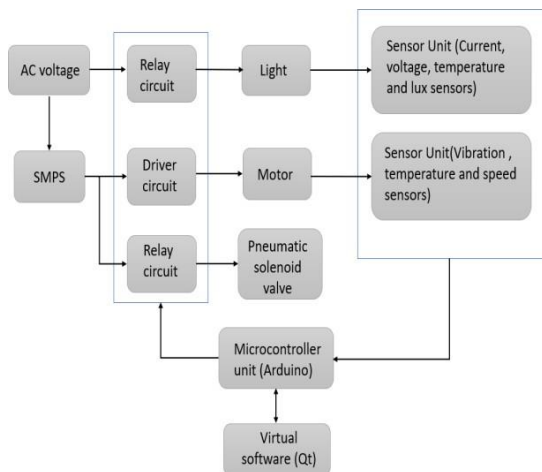 AC voltage
Relay
circuit
Light
Sensor Unit (Current,
voltage, temperature
and lux sensors)
SMPS
Driver
circuit
Motor
Sensor Unit(Vibration ,
temperature and speed
sensors)
Relay
circuit
Pneumatic
solenoid
valve
Microcontroller
unit (Arduino)
Virtual
software (Qt)